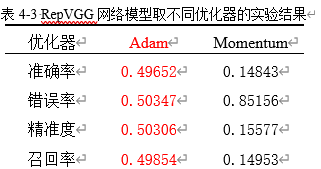 表 4-3 RepVGG 网络模型取不同优化器的实验结果
优化器 Adam Momentum
准确率 0.49652 0.14843
错误率 0.50347 0.85156
精准度 0.50306 0.15577
召回率 0.49854 0.14953